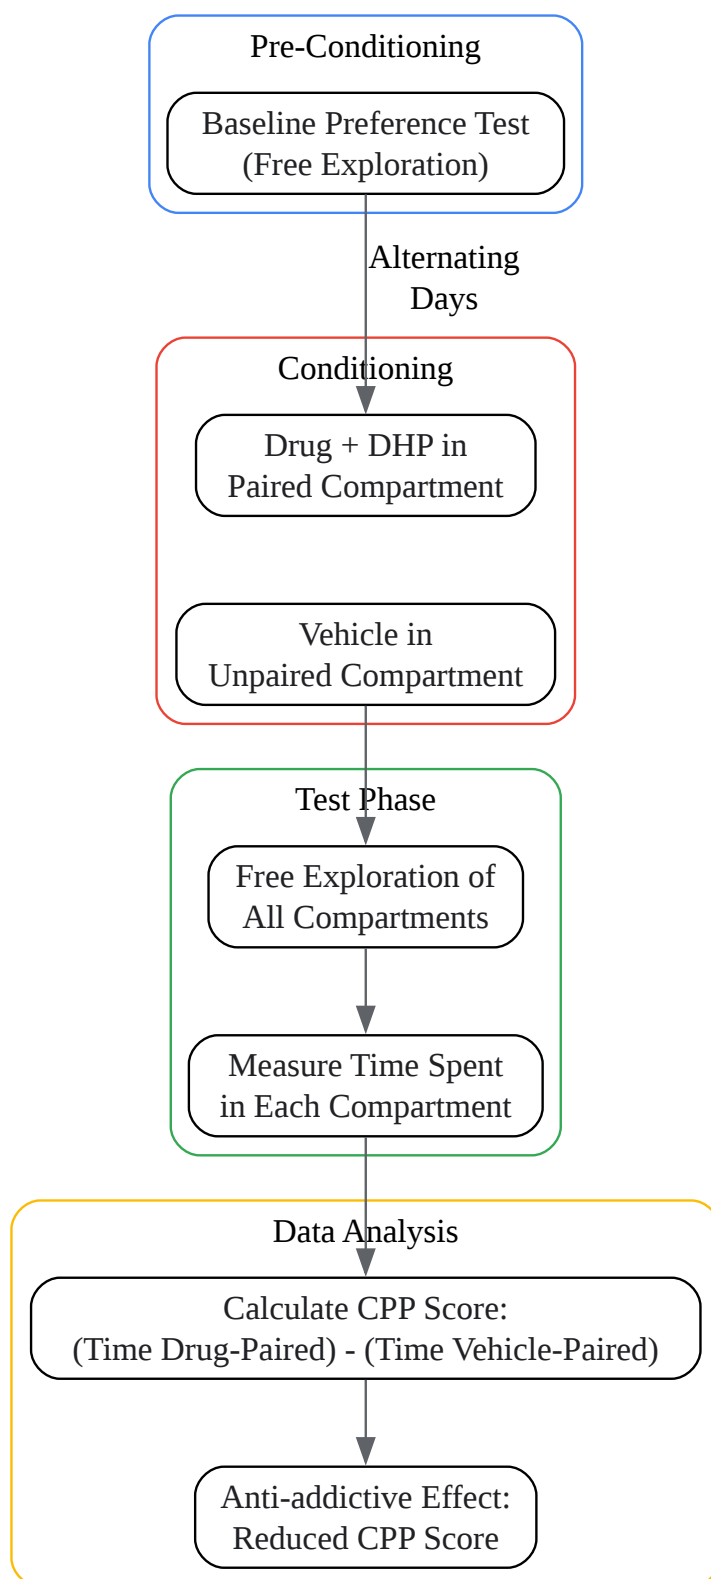 Pre-Conditioning
Baseline Preference Test
(Free Exploration)
Alternating
Days
Conditioning
Drug + DHP in
Paired Compartment
Vehicle in
Unpaired Compartment
Test Phase
Free Exploration of
All Compartments
Measure Time Spent
in Each Compartment
Data Analysis
Calculate CPP Score:
(Time Drug-Paired) - (Time Vehicle-Paired)
Anti-addictive Effect:
Reduced CPP Score